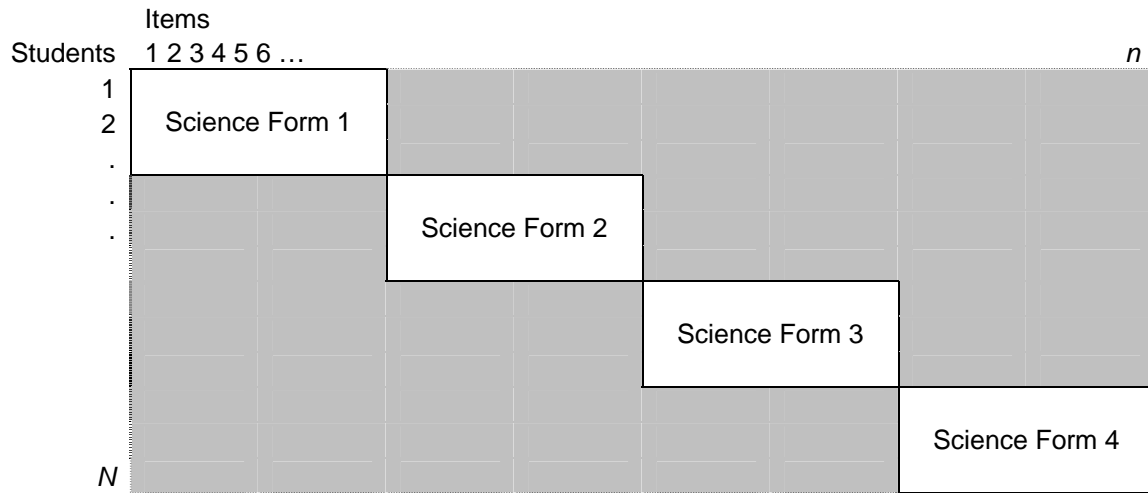 Items
Students 1 2 3 4 5 6 … n
1
2 Science Form 1
.
.
. Science Form 2
Science Form 3
Science Form 4
N